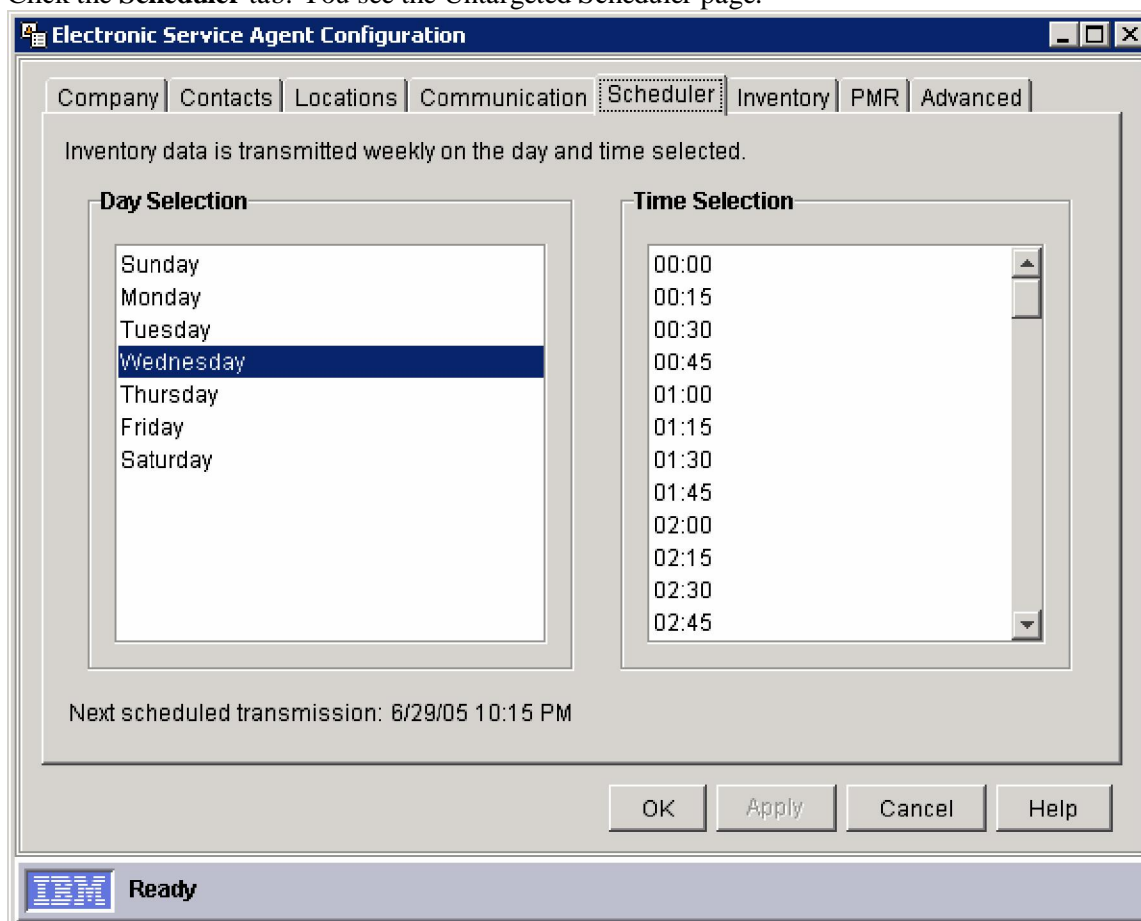 Click the Scheduler tab. You see the Untargeted Scheduler page.
Electronic Service Agent Configuration
Company Contacts Locations Communication Scheduler Inventory PMR Advanced
Inventory data is transmitted weekly on the day and time selected.
Day Selection
Sunday
Monday
Tuesday
Wednesday
Thursday
Friday
Saturday
Time Selection
00:00
00:15
00:30
00:45
01:00
01:15
01:30
01:45
02:00
02:15
02:30
02:45
Next scheduled transmission: 6/29/05 10:15 PM
OK Apply Cancel Help
IBM Ready